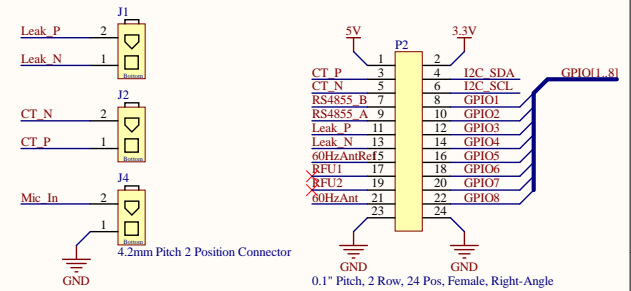 J1
Leak_P 2
Leak_N 1
Bottom
J2
CT_N 2
CT_P 1
Bottom
J4
Mic_In 2
1
Bottom
GND
4.2mm Pitch 2 Position Connector
5V P2 3.3V
1 2
CT_P 3 4 I2C_SDA GPIO[1..8]
CT_N 5 6 I2C_SCL
RS4855_B 7 8 GPIO1
RS4855_A 9 10 GPIO2
Leak_P 11 12 GPIO3
Leak_N 13 14 GPIO4
60HzAntRef 15 16 GPIO5
RFU1 17 18 GPIO6
RFU2 19 20 GPIO7
60HzAnt 21 22 GPIO8
23 24
GND GND
0.1" Pitch, 2 Row, 24 Pos, Female, Right-Angle